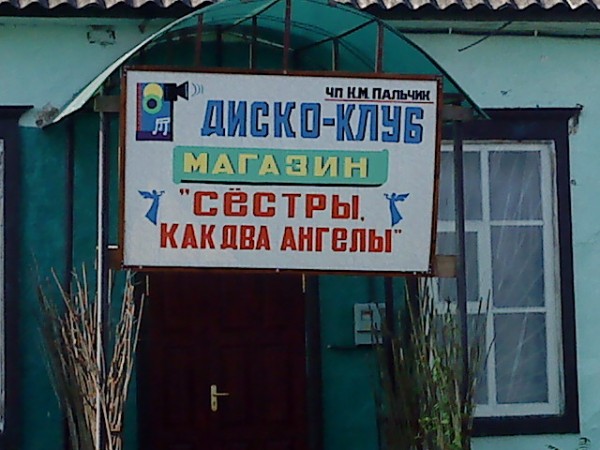 ЧП К.М. ПАЛЬЧИК
ДИСКО-КЛУБ
МАГАЗИН
"СЁСТРЫ,
КАК ДВА АНГЕЛЫ"